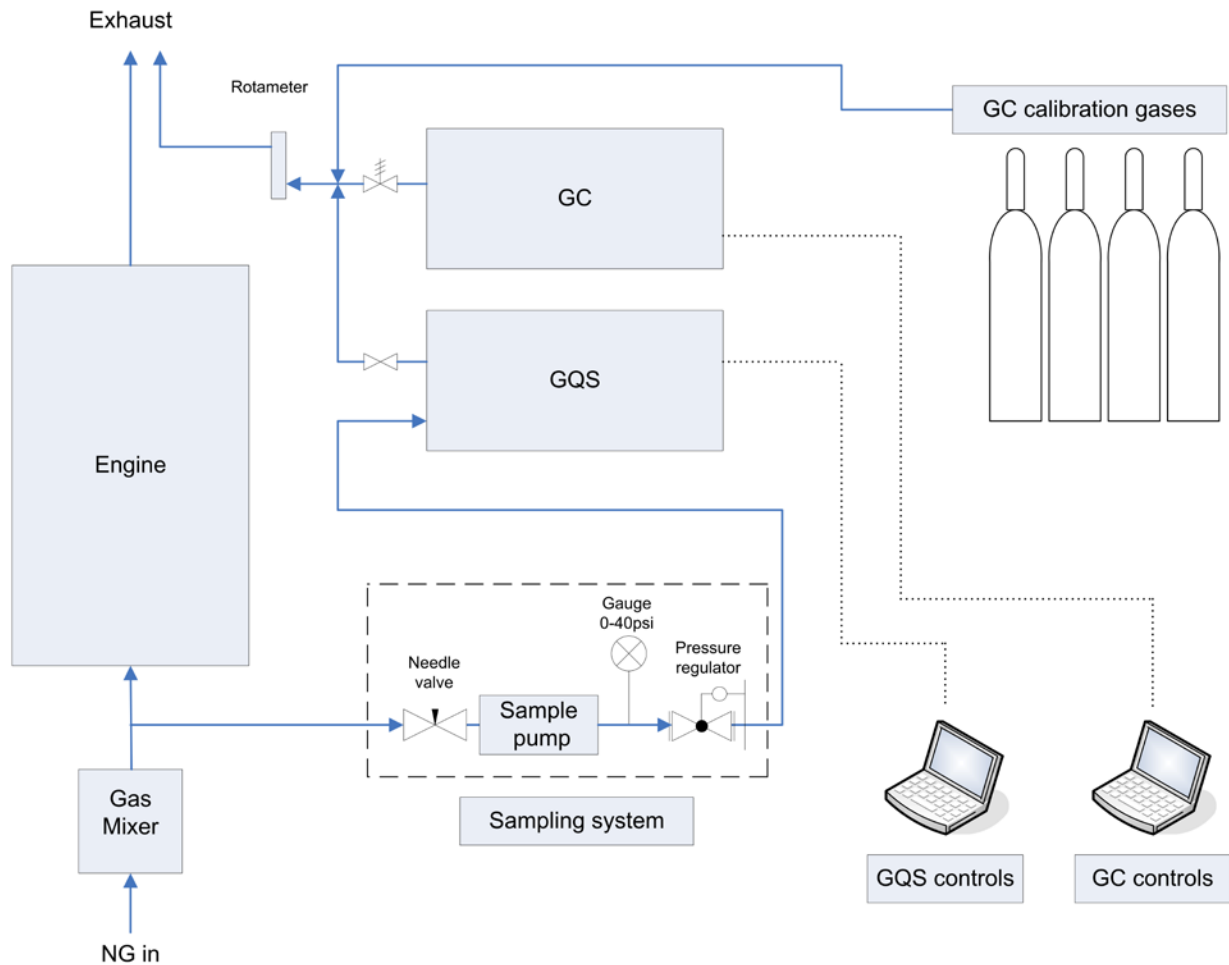 Exhaust
Rotameter
GC calibration gases
GC
GQS
Engine
Gauge
0-40psi
Needle
valve
Pressure
regulator
Sample
pump
Gas
Mixer
Sampling system
GQS controls
GC controls
NG in